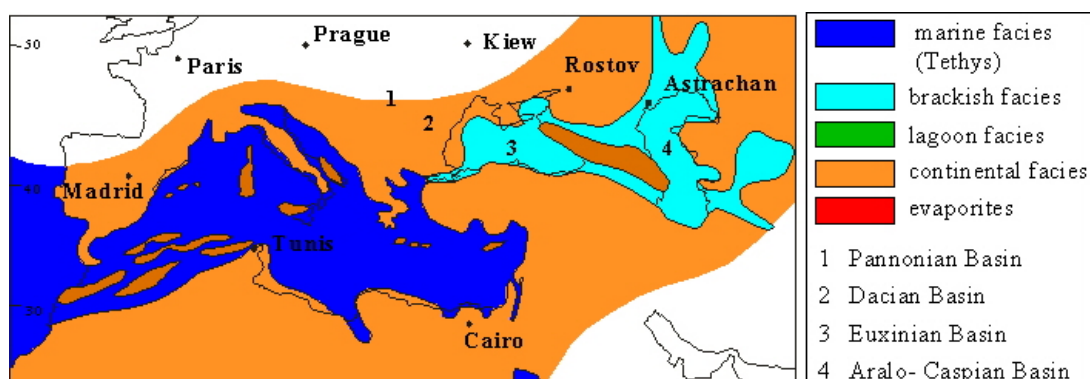 50
Prague
Kiew
Paris
Rostov
1
Astrachan
2
3
4
40
Madrid
Tunis
30
Cairo
marine facies
(Tethys)
brackish facies
lagoon facies
continental facies
evaporites
1 Pannonian Basin
2 Dacian Basin
3 Euxinian Basin
4 Aralo- Caspian Basin